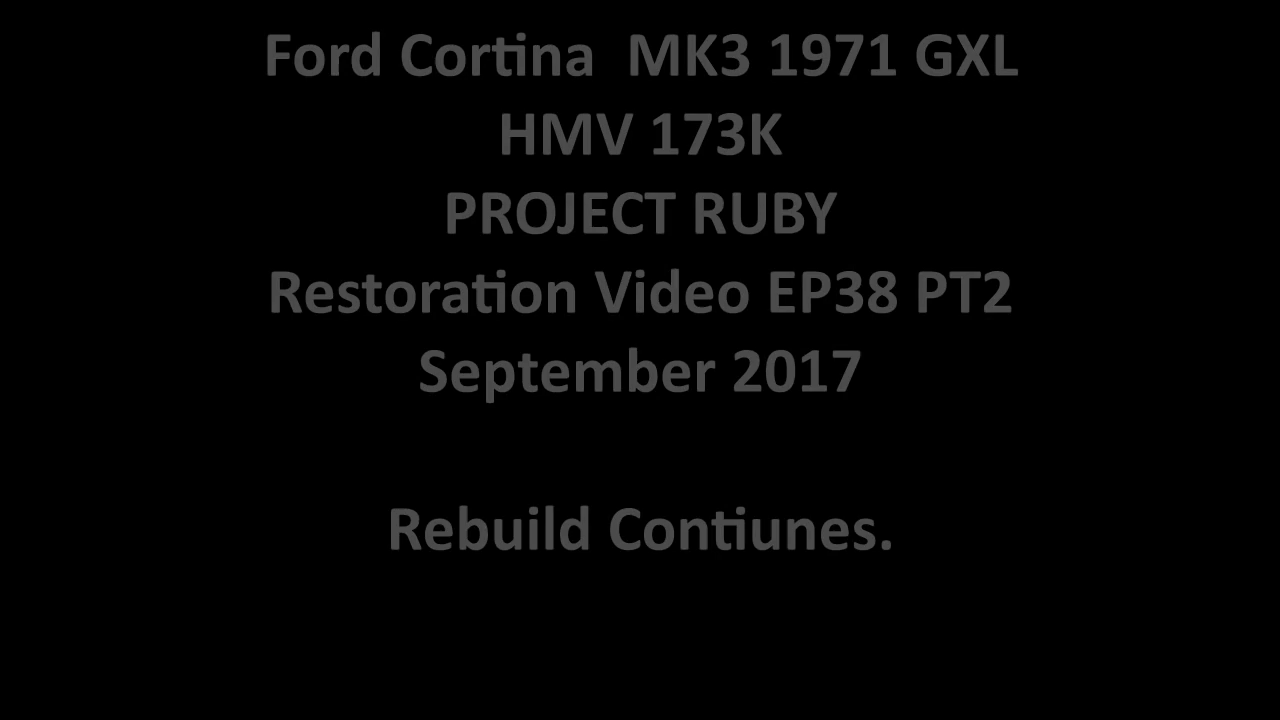 Ford Cortina  MK3 1971 GXL
HMV 173K
PROJECT RUBY
Restoration Video EP38 PT2
September 2017
Rebuild Contiunes.